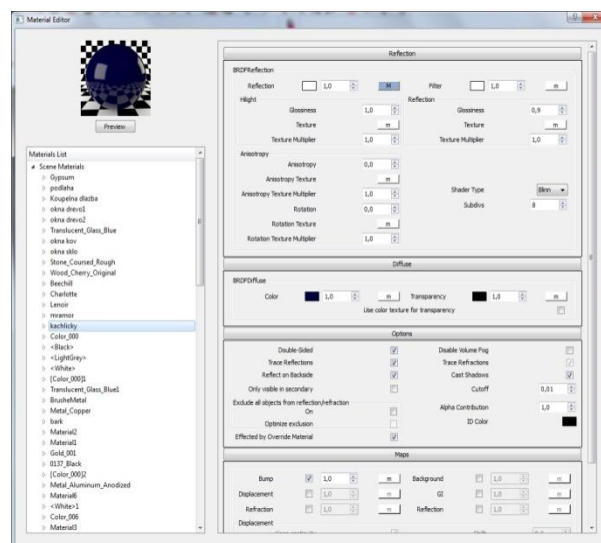 Material Editor
Preview
Materials List
Scene Materials
Gypsum
podlaha
Koupelna dlazba
okna drevo1
okna drevo2
Translucent_Glass_Blue
okna kov
okna sklo
Stone_Coursed_Rough
Wood_Cherry_Original
Beechill
Charlotte
Lenoir
mramor
kachlicky
Color_000
<Black>
<LightGrey>
<White>
[Color_000]1
Translucent_Glass_Blue1
BrusheMetal
Metal_Copper
bark
Material2
Material1
Gold_001
0137_Black
[Color_000]2
Metal_Aluminum_Anodized
Material6
<White>1
Color_006
Material3
Reflection
BRDFReflection
Reflection 1,0 M Filter 1,0 m
Hilight Reflection
Glossiness 1,0 Glossiness 0,9
Texture m Texture m
Texture Multiplier 1,0 Texture Multiplier 1,0
Anisotropy
Anisotropy 0,0
Anisotropy Texture m
Anisotropy Texture Multiplier 1,0 Shader Type Blinn
Rotation 0,0 Subdivs 8
Rotation Texture m
Rotation Texture Multiplier 1,0
Diffuse
BRDFDiffuse
Color 1,0 m Transparency 1,0 m
Use color texture for transparency
Options
Double-Sided Disable Volume Fog
Trace Reflections Trace Refractions
Reflect on Backside Cast Shadows
Only visible in secondary Cutoff 0,01
Exclude all objects from reflection/refraction
On Alpha Contribution 1,0
Optimize exclusion ID Color
Effected by Override Material
Maps
Bump 1,0 m Background 1,0 m
Displacement 1,0 m GI 1,0 m
Refraction 1,0 m Reflection 1,0 m
Displacement